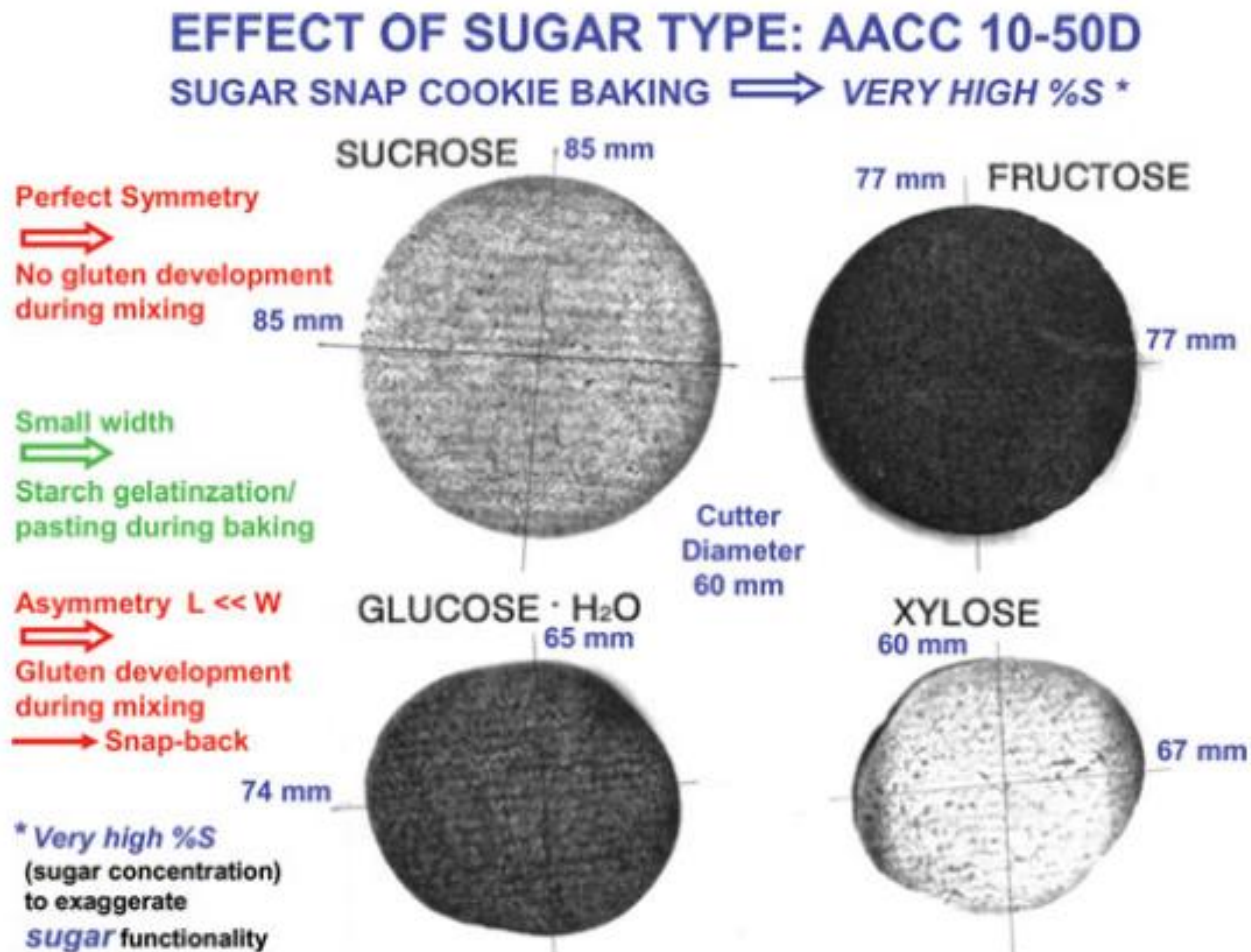 EFFECT OF SUGAR TYPE: AACC 10-50D
SUGAR SNAP COOKIE BAKING ⇒ VERY HIGH %S *
SUCROSE
85 mm
85 mm
77 mm
FRUCTOSE
77 mm
Perfect Symmetry
No gluten development
during mixing
Small width
Starch gelatinzation/
pasting during baking
Cutter
Diameter
60 mm
Asymmetry L << W
Gluten development
during mixing
→ Snap-back
GLUCOSE · H₂O
65 mm
74 mm
XYLOSE
60 mm
67 mm
* Very high %S
(sugar concentration)
to exaggerate
sugar functionality